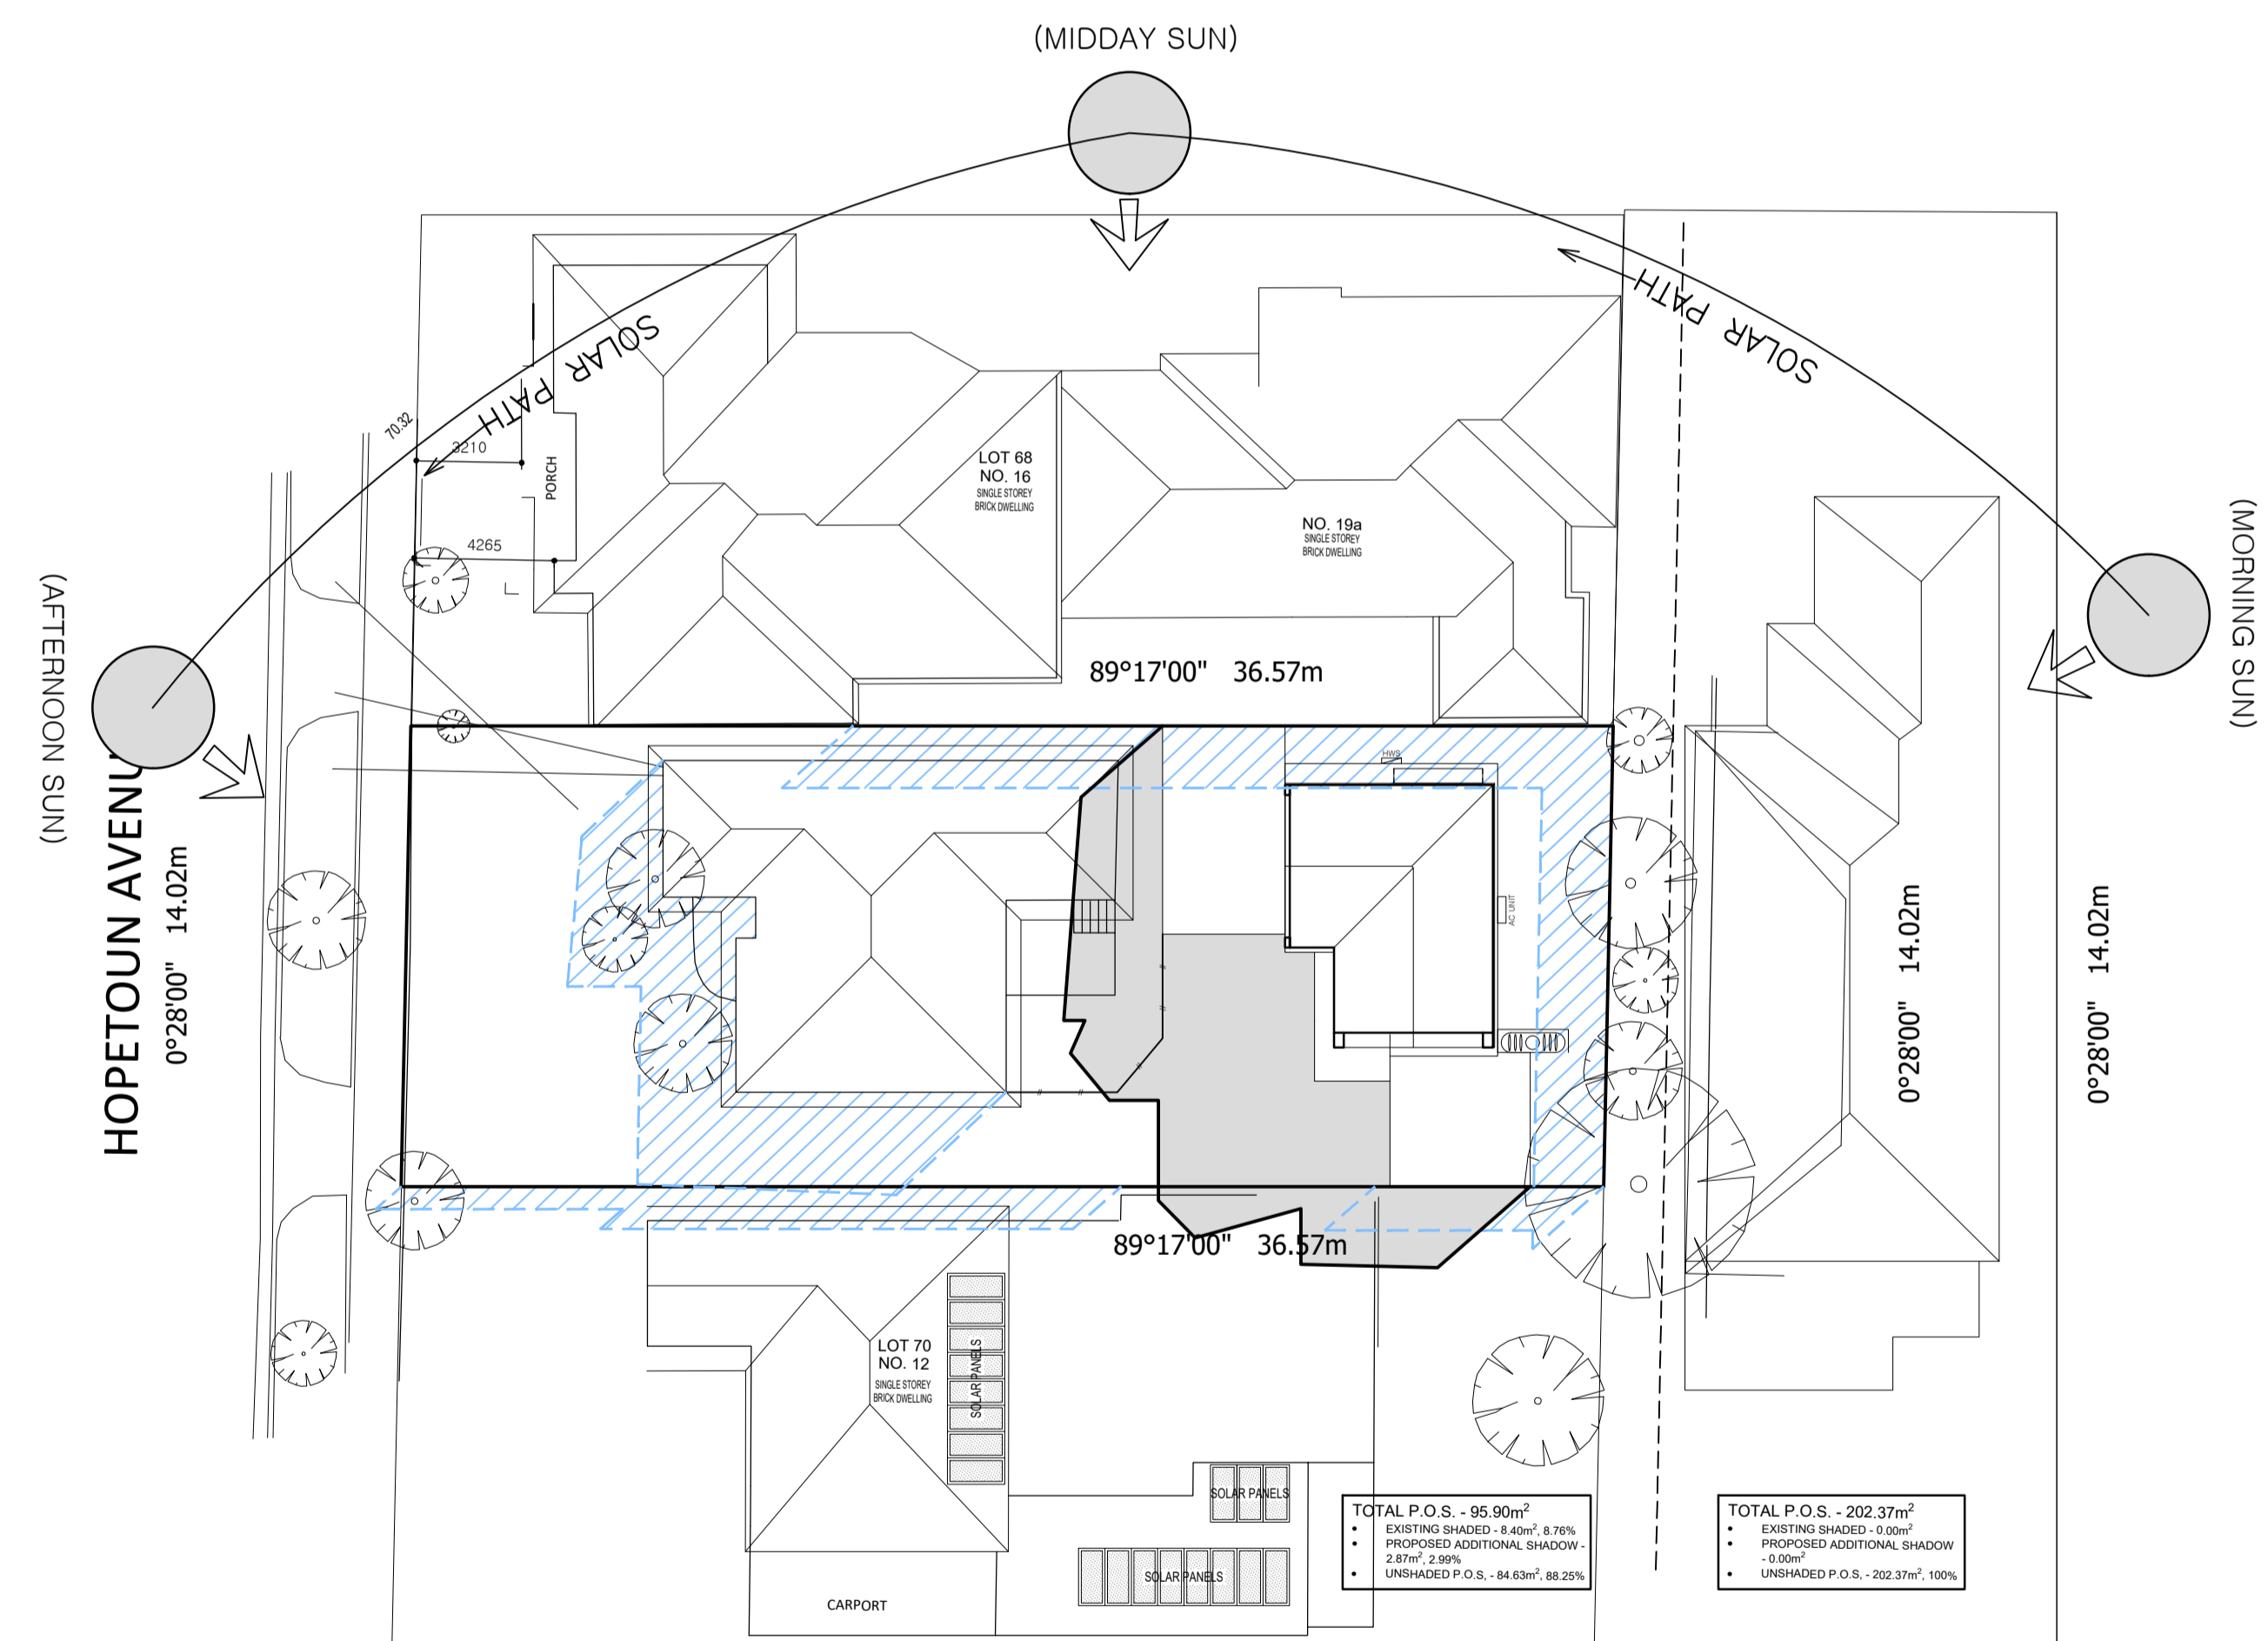 (MIDDAY SUN)
SOLAR PATH
SOLAR PATH
70.32
3210
PORCH
4265
LOT 68
NO. 16
SINGLE STOREY
BRICK DWELLING
NO. 19a
SINGLE STOREY
BRICK DWELLING
(AFTERNOON SUN)
(MORNING SUN)
89°17'00" 36.57m
HOPETOUN AVENU
0°28'00" 14.02m
HWS
AC UNIT
0°28'00" 14.02m
0°28'00" 14.02m
89°17'00" 36.57m
LOT 70
NO. 12
SINGLE STOREY
BRICK DWELLING
SOLAR PANELS
SOLAR PANELS
SOLAR PANELS
CARPORT
TOTAL P.O.S. - 95.90m²
• EXISTING SHADED - 8.40m², 8.76%
• PROPOSED ADDITIONAL SHADOW -
2.87m², 2.99%
• UNSHADED P.O.S, - 84.63m², 88.25%
TOTAL P.O.S. - 202.37m²
• EXISTING SHADED - 0.00m²
• PROPOSED ADDITIONAL SHADOW
- 0.00m²
• UNSHADED P.O.S, - 202.37m², 100%